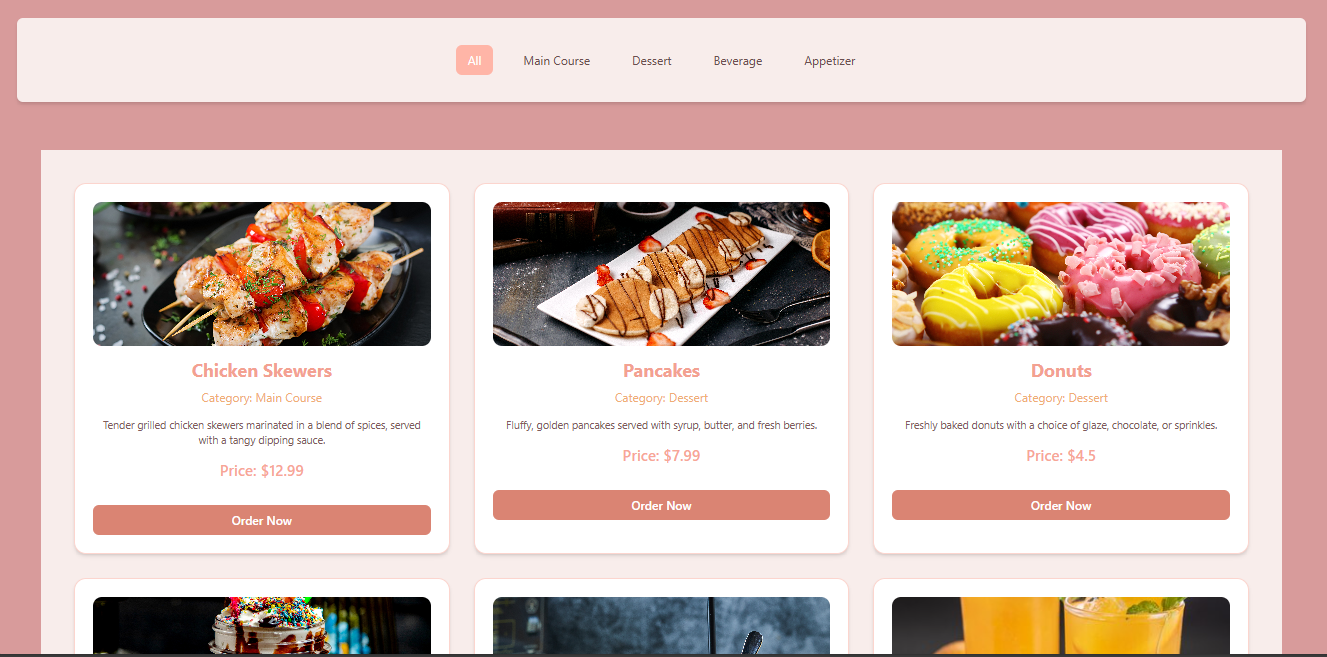 All
Main Course
Dessert
Beverage
Appetizer
Chicken Skewers
Category: Main Course
Tender grilled chicken skewers marinated in a blend of spices, served
with a tangy dipping sauce.
Price: $12.99
Order Now
Pancakes
Category: Dessert
Fluffy, golden pancakes served with syrup, butter, and fresh berries.
Price: $7.99
Order Now
Donuts
Category: Dessert
Freshly baked donuts with a choice of glaze, chocolate, or sprinkles.
Price: $4.5
Order Now